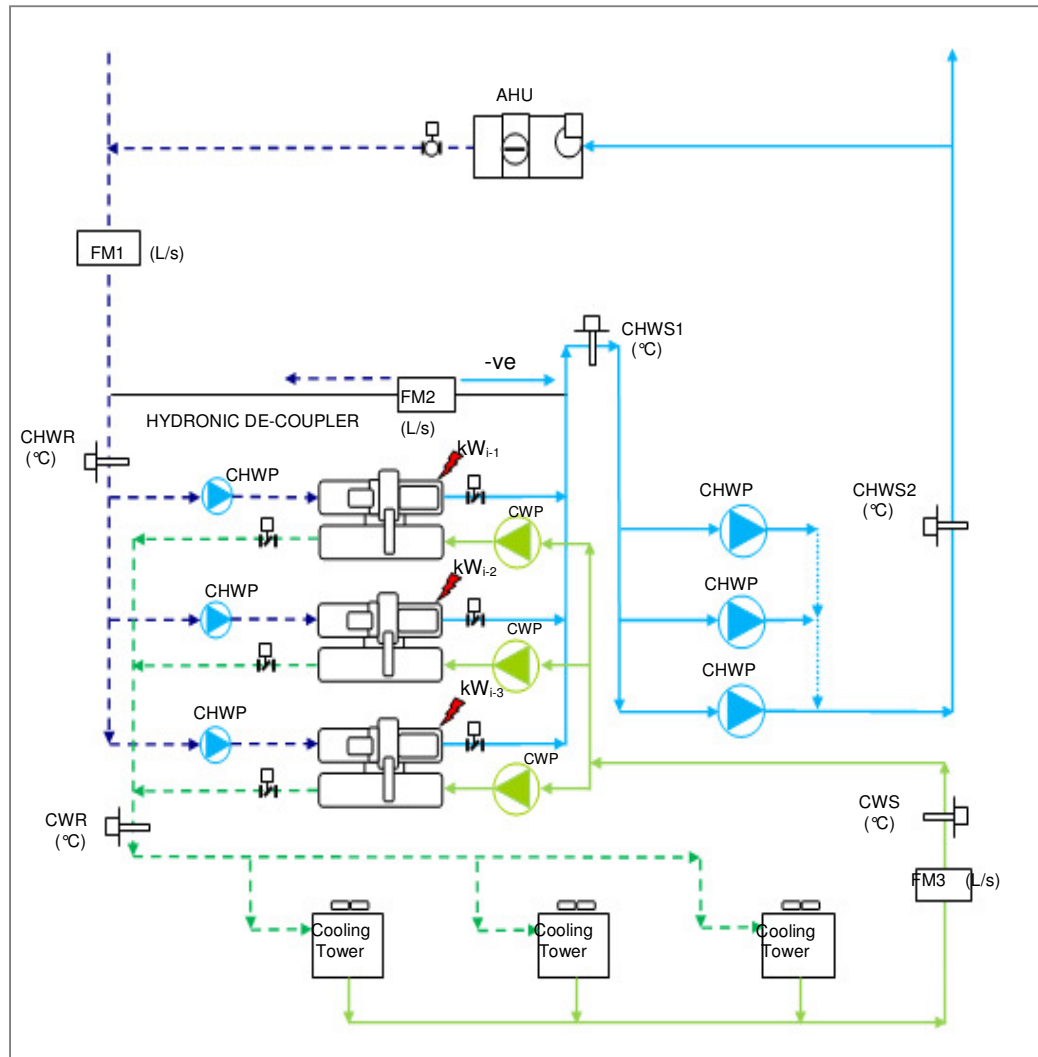 AHU
FM1 (L/s)
CHWS1
(°C)
-ve
FM2
(L/s)
HYDRONIC DE-COUPLER
CHWR
(°C)
kWi-1
CHWP
CWP
CHWP
CHWS2
(°C)
kWi-2
CHWP
CWP
CHWP
kWi-3
CHWP
CWP
CHWP
CWR
(°C)
CWS
(°C)
FM3 (L/s)
Cooling
Tower
Cooling
Tower
Cooling
Tower